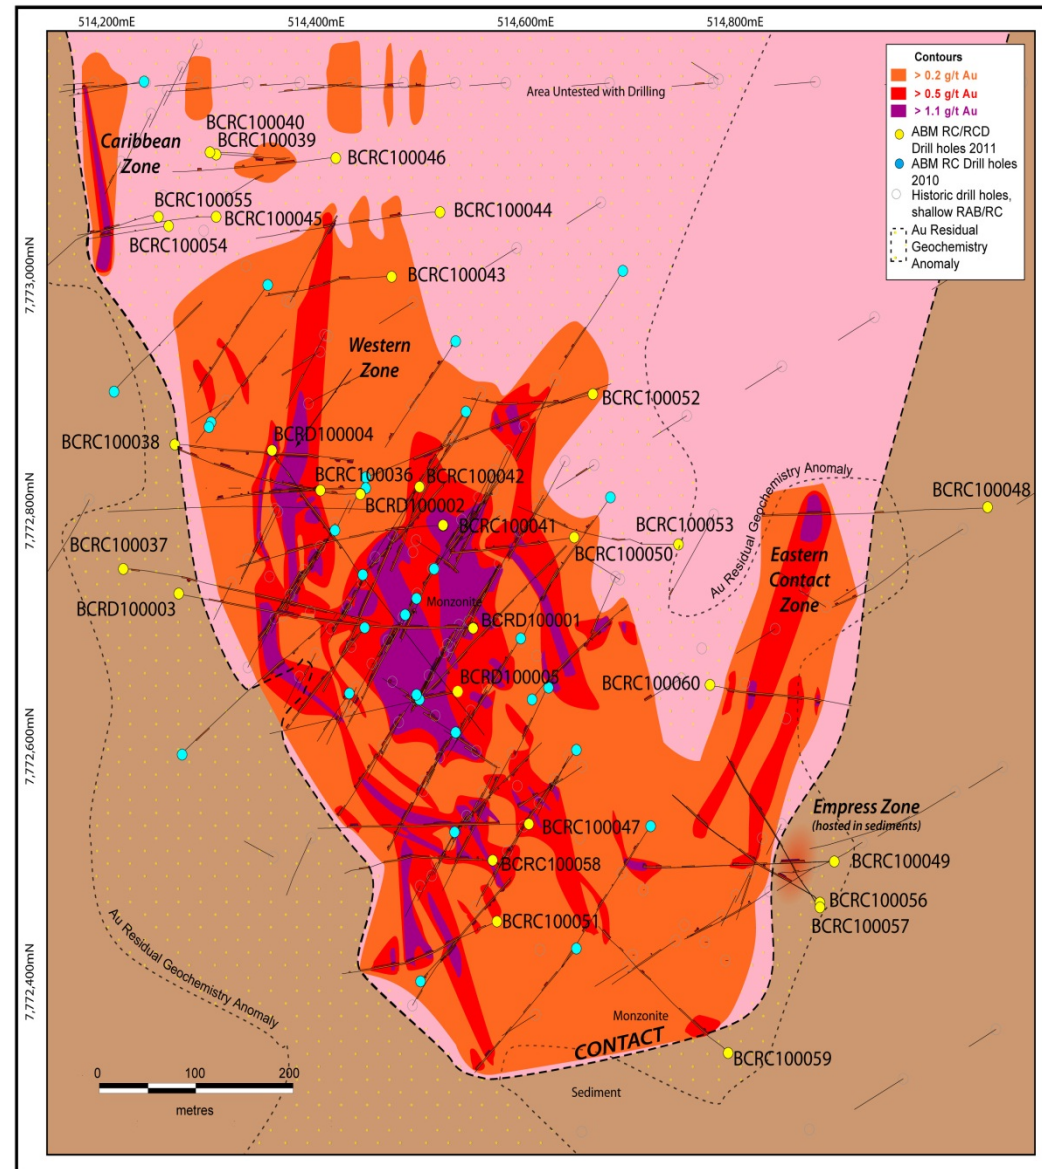 514,200mE
514,400mE
514,600mE
514,800mE
Contours
> 0.2 g/t Au
> 0.5 g/t Au
> 1.1 g/t Au
ABM RC/RCD
Drill holes 2011
ABM RC Drill holes
2010
Historic drill holes,
shallow RAB/RC
Au Residual
Geochemistry
Anomaly
Area Untested with Drilling
BCRC100040
BCRC100039
Caribbean
Zone
BCRC100046
BCRC100055
BCRC100045
BCRC100044
BCRC100054
7,773,000mN
BCRC100043
Western
Zone
BCRC100052
BCRC100038
BCRD100004
BCRC100036
BCRC100042
Au Residual Geochemistry Anomaly
BCRC100048
7,772,800mN
BCRD100002
BCRC100041
BCRC100053
BCRC100050
BCRC100037
Eastern
Contact
Zone
BCRD100003
Monzonite
BCRD100001
BCRD100005
BCRC100060
7,772,600mN
Empress Zone
(hosted in sediments)
BCRC100047
BCRC100058
BCRC100049
BCRC100056
BCRC100057
BCRC100051
Au Residual Geochemistry Anomaly
7,772,400mN
Monzonite
CONTACT
BCRC100059
0
100
200
metres
Sediment